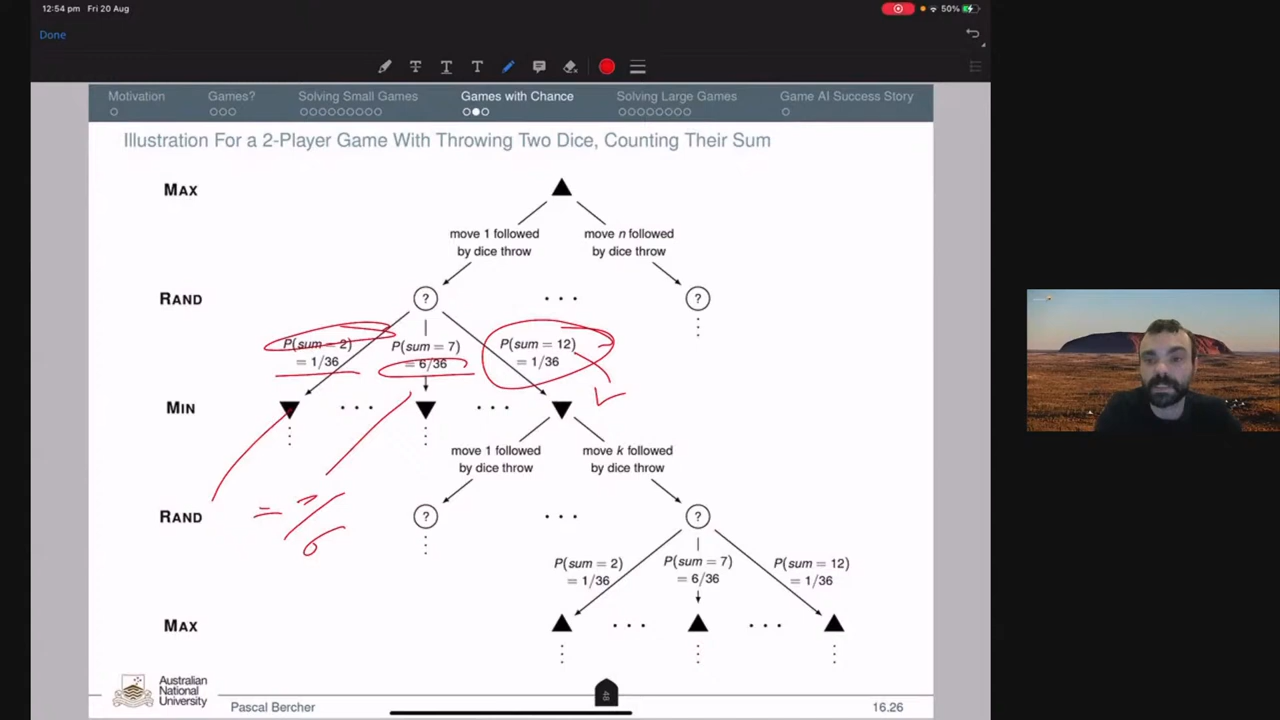 12:54 pm Fri 20 Aug
50%
Done
Motivation Games? Solving Small Games Games with Chance Solving Large Games Game AI Success Story
Illustration For a 2-Player Game With Throwing Two Dice, Counting Their Sum
MAX
move 1 followed move n followed
by dice throw by dice throw
RAND ? ... ?
P(sum = 2) P(sum = 7) P(sum = 12)
= 1/36 = 6/36 = 1/36
MIN ... ...
move 1 followed move k followed
by dice throw by dice throw
RAND ? ... ?
P(sum = 2) P(sum = 7) P(sum = 12)
= 1/36 = 6/36 = 1/36
MAX ... ...
Australian
National
University
Pascal Bercher 48 16.26